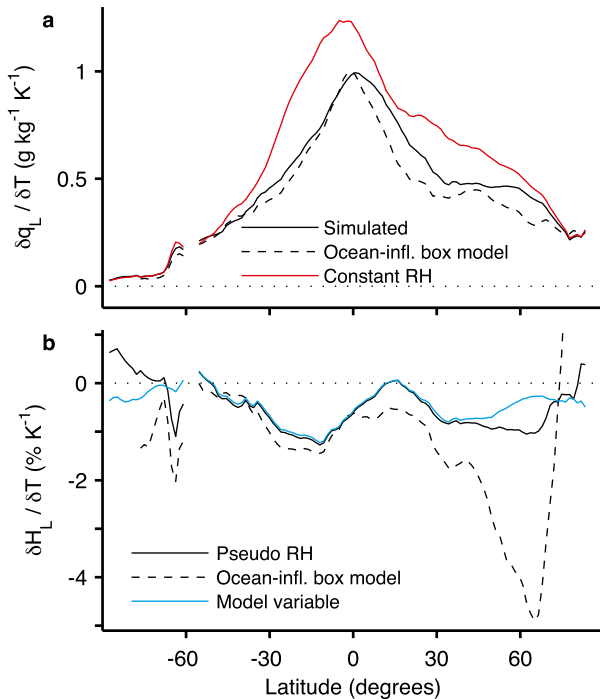 a
δq_L / δT (g kg⁻¹ K⁻¹)
1
0.5
0
Simulated
Ocean-infl. box model
Constant RH
b
δH_L / δT (% K⁻¹)
0
-2
-4
Pseudo RH
Ocean-infl. box model
Model variable
-60 -30 0 30 60
Latitude (degrees)